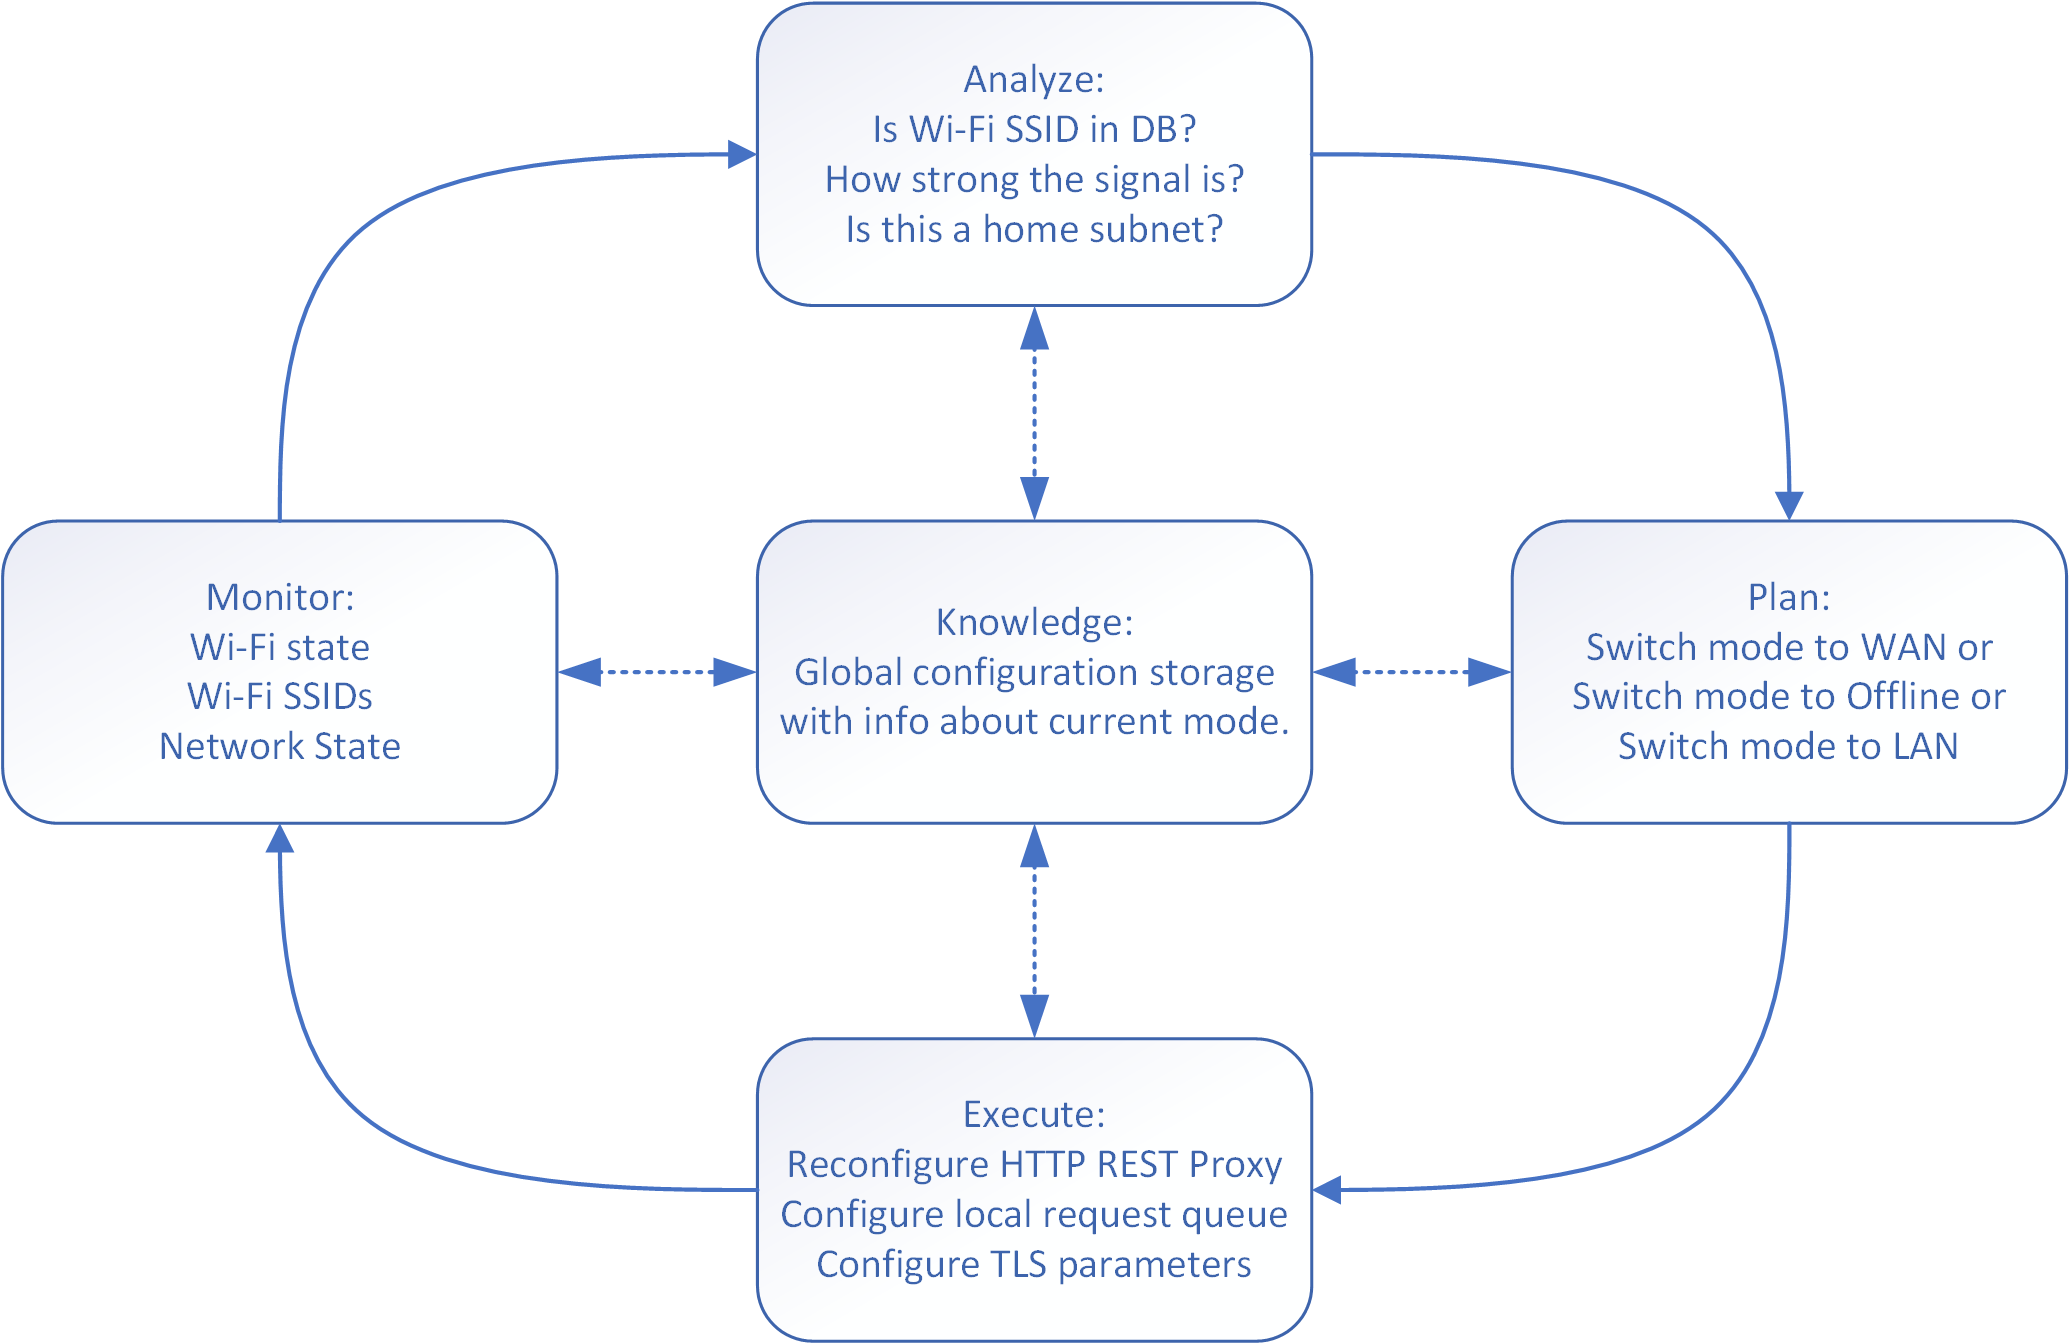 Analyze:
Is Wi-Fi SSID in DB?
How strong the signal is?
Is this a home subnet?
Monitor:
Wi-Fi state
Wi-Fi SSIDs
Network State
Knowledge:
Global configuration storage
with info about current mode.
Plan:
Switch mode to WAN or
Switch mode to Offline or
Switch mode to LAN
Execute:
Reconfigure HTTP REST Proxy
Configure local request queue
Configure TLS parameters